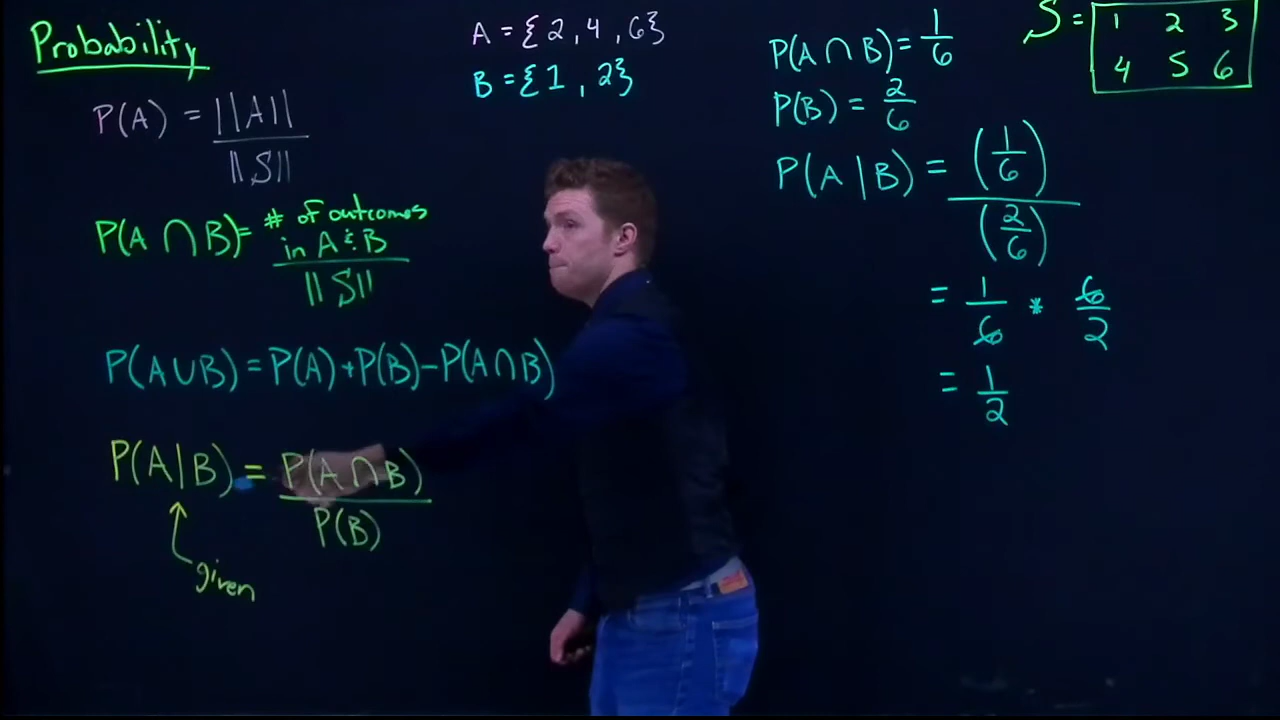 Probability
P(A) = ||A||
||S||
P(A ∩ B) = # of outcomes
in A & B
||S||
P(A∪B) = P(A) + P(B) - P(A∩B)
P(A|B) = P(A∩B)
P(B)
given
A = {2, 4, 6}
B = {1, 2}
P(A ∩ B) = 1
6
P(B) = 2
6
P(A | B) = (1
6)
(2
6)
= 1
6 * 6
2
= 1
2
S = 1 2 3
4 5 6